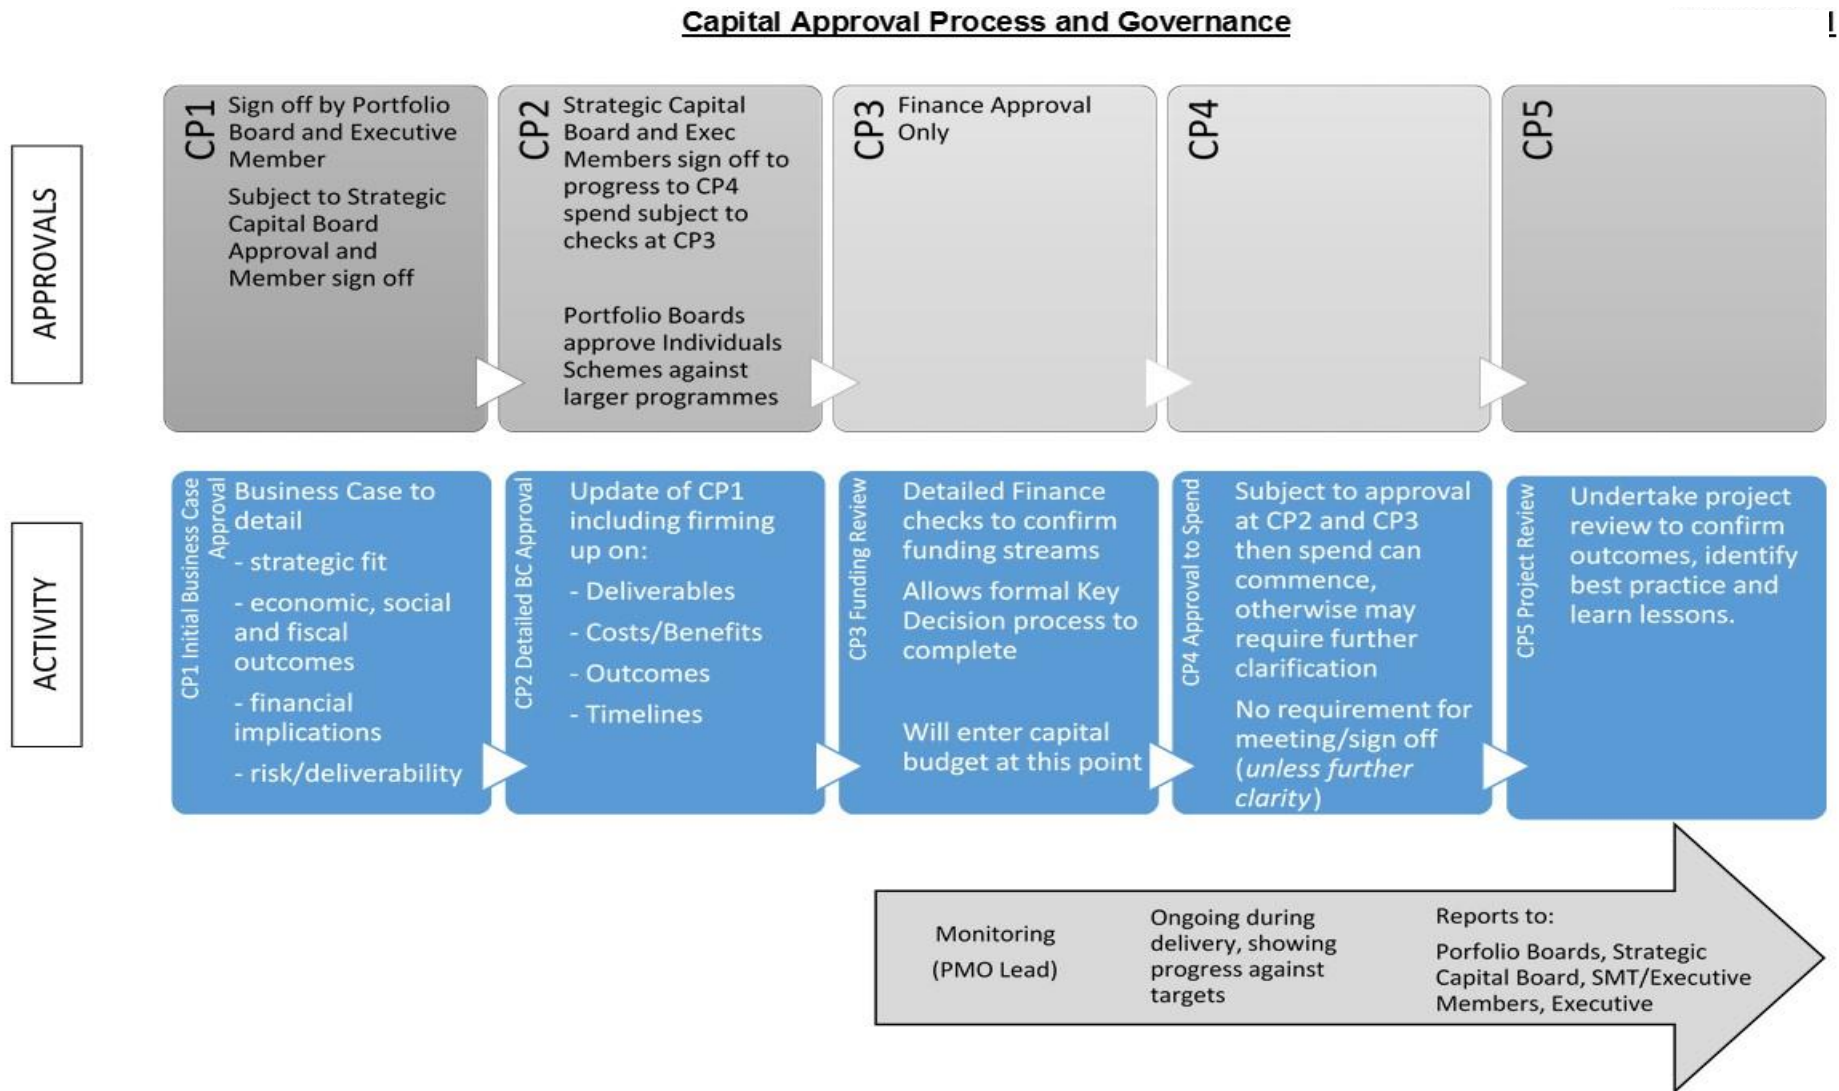 Capital Approval Process and Governance
APPROVALS
CP1
Sign off by Portfolio
Board and Executive
Member
Subject to Strategic
Capital Board
Approval and
Member sign off
CP2
Strategic Capital
Board and Exec
Members sign off to
progress to CP4
spend subject to
checks at CP3
Portfolio Boards
approve Individuals
Schemes against
larger programmes
CP3
Finance Approval
Only
CP4
CP5
ACTIVITY
CP1 Initial Business Case
Approval
Business Case to
detail
- strategic fit
- economic, social
and fiscal
outcomes
- financial
implications
- risk/deliverability
CP2 Detailed BC Approval
Update of CP1
including firming
up on:
- Deliverables
- Costs/Benefits
- Outcomes
- Timelines
CP3 Funding Review
Detailed Finance
checks to confirm
funding streams
Allows formal Key
Decision process to
complete
Will enter capital
budget at this point
CP4 Approval to Spend
Subject to approval
at CP2 and CP3
then spend can
commence,
otherwise may
require further
clarification
No requirement for
meeting/sign off
(unless further
clarity)
CP5 Project Review
Undertake project
review to confirm
outcomes, identify
best practice and
learn lessons.
Monitoring
(PMO Lead)
Ongoing during
delivery, showing
progress against
targets
Reports to:
Porfolio Boards, Strategic
Capital Board, SMT/Executive
Members, Executive